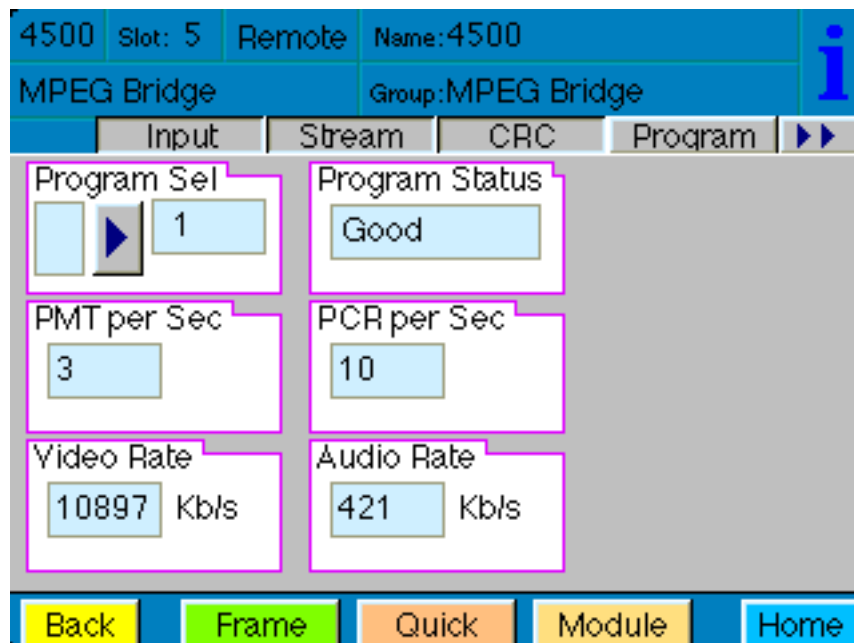 4500 Slot: 5 Remote Name:4500
MPEG Bridge Group:MPEG Bridge
i
Input Stream CRC Program
Program Sel Program Status
1 Good
PMT per Sec PCR per Sec
3 10
Video Rate Audio Rate
10897 Kb/s 421 Kb/s
Back Frame Quick Module Home